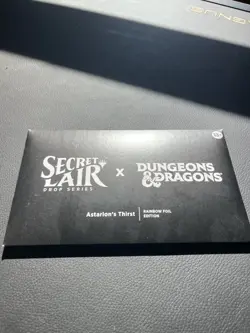 SECRET
LAIR
DROP SERIES
x
DUNGEONS
& DRAGONS
Astarion's Thirst
RAINBOW FOIL
EDITION